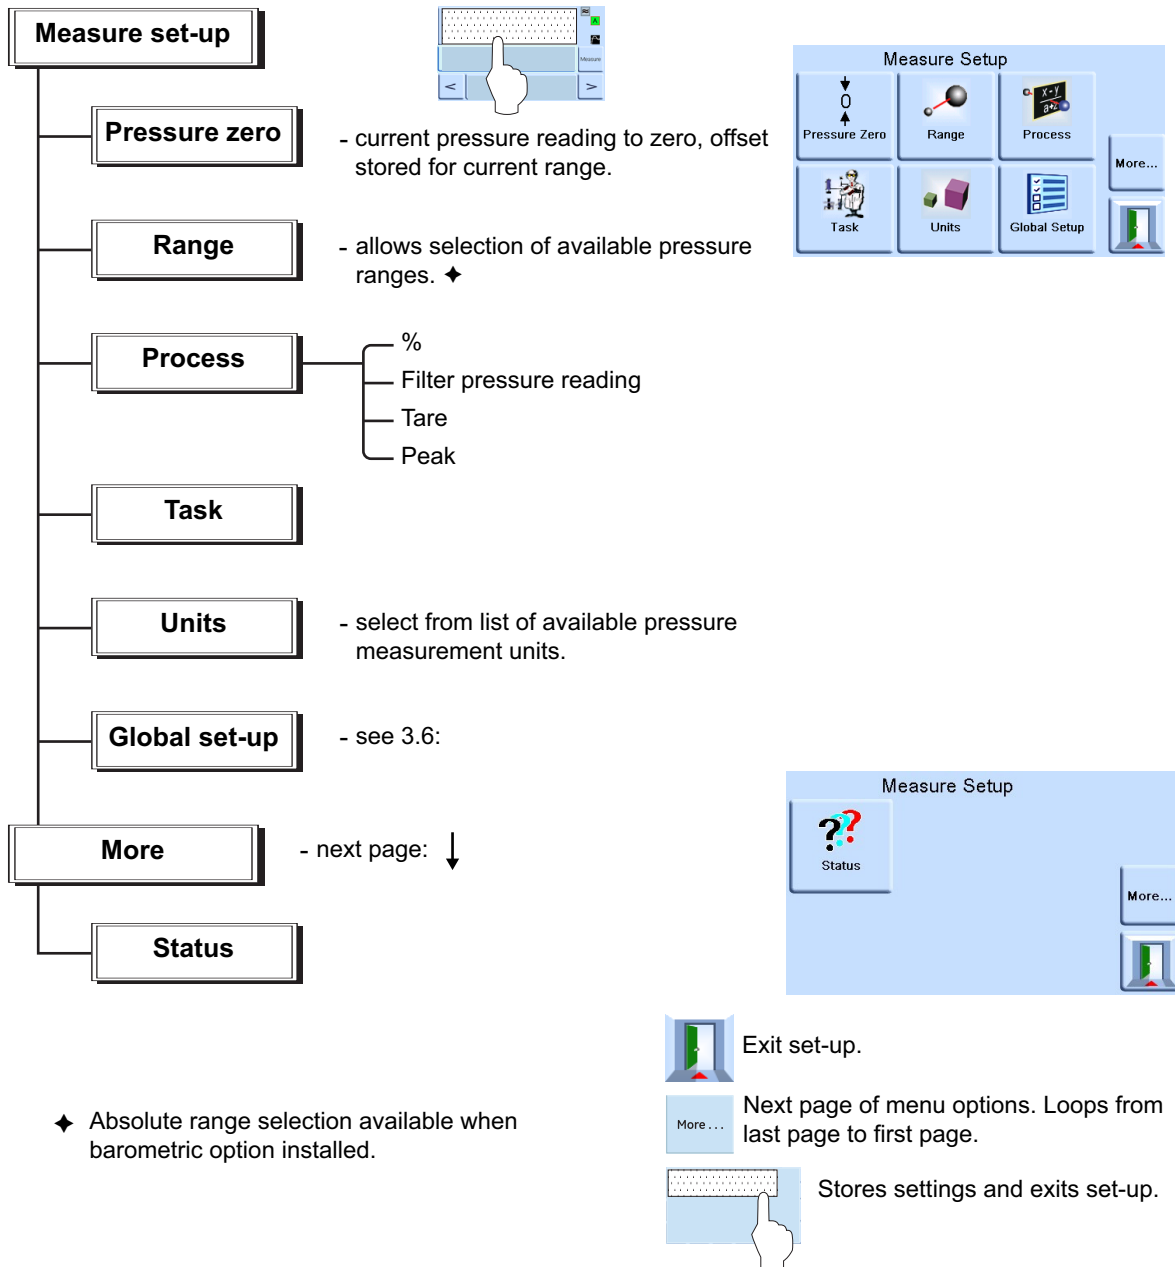 Measure set-up
Measure
<
>
Pressure zero
- current pressure reading to zero, offset
stored for current range.
Measure Setup
0
Pressure Zero
Range
x-y
a+z
Process
More...
Task
Units
Global Setup
Range
- allows selection of available pressure
ranges. ✦
Process
%
Filter pressure reading
Tare
Peak
Task
Units
- select from list of available pressure
measurement units.
Global set-up
- see 3.6:
More
- next page: ↓
Status
Measure Setup
???
Status
More...
Exit set-up.
More ...
Next page of menu options. Loops from
last page to first page.
Stores settings and exits set-up.
✦ Absolute range selection available when
barometric option installed.